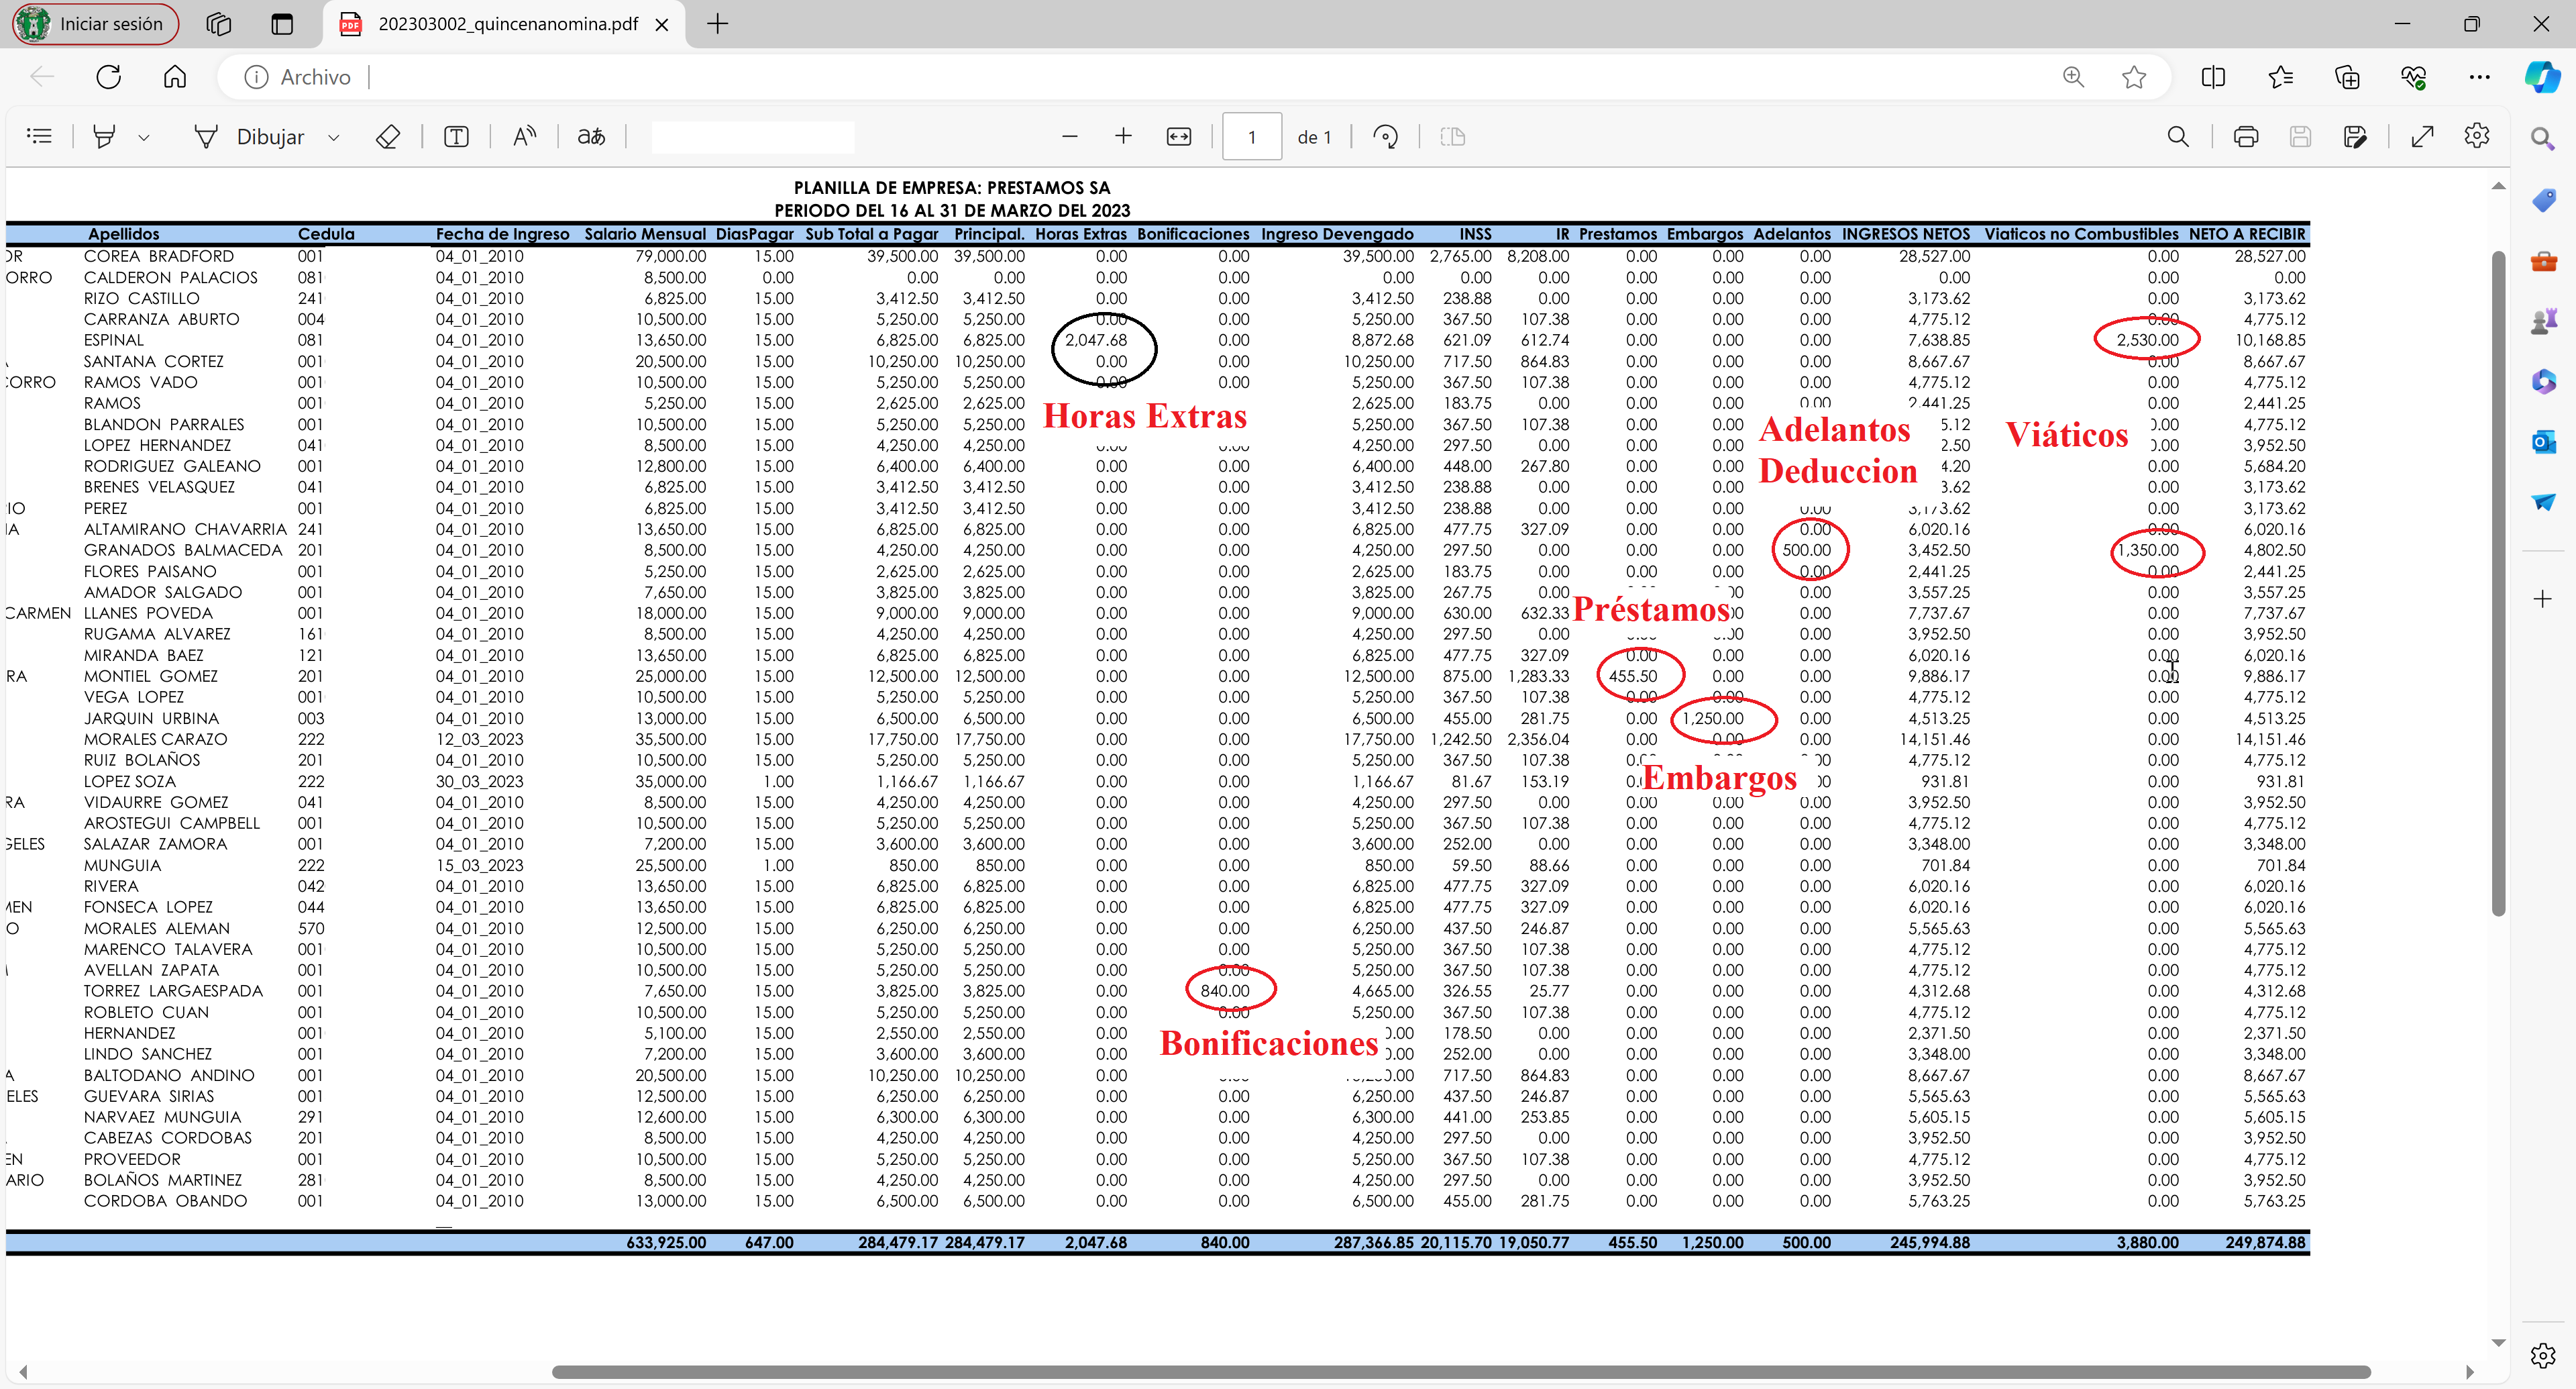 Iniciar sesión
202303002_quincenanomina.pdf
Archivo
Dibujar
1 de 1
PLANILLA DE EMPRESA: PRESTAMOS SA
PERIODO DEL 16 AL 31 DE MARZO DEL 2023
Apellidos Cedula Fecha de Ingreso Salario Mensual DiasPagar Sub Total a Pagar Principal. Horas Extras Bonificaciones Ingreso Devengado INSS IR Prestamos Embargos Adelantos INGRESOS NETOS Viaticos no Combustibles NETO A RECIBIR
OR COREA BRADFORD 001 04_01_2010 79,000.00 15.00 39,500.00 39,500.00 0.00 0.00 39,500.00 2,765.00 8,208.00 0.00 0.00 0.00 28,527.00 0.00 28,527.00
ORRO CALDERON PALACIOS 081 04_01_2010 8,500.00 0.00 0.00 0.00 0.00 0.00 0.00 0.00 0.00 0.00 0.00 0.00 0.00 0.00 0.00
RIZO CASTILLO 241 04_01_2010 6,825.00 15.00 3,412.50 3,412.50 0.00 0.00 3,412.50 238.88 0.00 0.00 0.00 0.00 3,173.62 0.00 3,173.62
CARRANZA ABURTO 004 04_01_2010 10,500.00 15.00 5,250.00 5,250.00 0.00 0.00 5,250.00 367.50 107.38 0.00 0.00 0.00 4,775.12 0.00 4,775.12
ESPINAL 081 04_01_2010 13,650.00 15.00 6,825.00 6,825.00 2,047.68 0.00 8,872.68 621.09 612.74 0.00 0.00 0.00 7,638.85 2,530.00 10,168.85
SANTANA CORTEZ 001 04_01_2010 20,500.00 15.00 10,250.00 10,250.00 0.00 0.00 10,250.00 717.50 864.83 0.00 0.00 0.00 8,667.67 0.00 8,667.67
CORRO RAMOS VADO 001 04_01_2010 10,500.00 15.00 5,250.00 5,250.00 0.00 0.00 5,250.00 367.50 107.38 0.00 0.00 0.00 4,775.12 0.00 4,775.12
RAMOS 001 04_01_2010 5,250.00 15.00 2,625.00 2,625.00 2,625.00 183.75 0.00 0.00 0.00 0.00 2,441.25 0.00 2,441.25
Horas Extras
BLANDON PARRALES 001 04_01_2010 10,500.00 15.00 5,250.00 5,250.00 5,250.00 367.50 107.38 0.00 0.00 5.12 0.00 4,775.12
Adelantos
Viáticos
LOPEZ HERNANDEZ 041 04_01_2010 8,500.00 15.00 4,250.00 4,250.00 0.00 0.00 4,250.00 297.50 0.00 0.00 0.00 2.50 0.00 3,952.50
RODRIGUEZ GALEANO 001 04_01_2010 12,800.00 15.00 6,400.00 6,400.00 0.00 0.00 6,400.00 448.00 267.80 0.00 0.00 4.20 0.00 5,684.20
Deduccion
BRENES VELASQUEZ 041 04_01_2010 6,825.00 15.00 3,412.50 3,412.50 0.00 0.00 3,412.50 238.88 0.00 0.00 0.00 3.62 0.00 3,173.62
IO PEREZ 001 04_01_2010 6,825.00 15.00 3,412.50 3,412.50 0.00 0.00 3,412.50 238.88 0.00 0.00 0.00 0.00 3,173.62 0.00 3,173.62
IA ALTAMIRANO CHAVARRIA 241 04_01_2010 13,650.00 15.00 6,825.00 6,825.00 0.00 0.00 6,825.00 477.75 327.09 0.00 0.00 0.00 6,020.16 0.00 6,020.16
GRANADOS BALMACEDA 201 04_01_2010 8,500.00 15.00 4,250.00 4,250.00 0.00 0.00 4,250.00 297.50 0.00 0.00 0.00 500.00 3,452.50 1,350.00 4,802.50
FLORES PAISANO 001 04_01_2010 5,250.00 15.00 2,625.00 2,625.00 0.00 0.00 2,625.00 183.75 0.00 0.00 0.00 0.00 2,441.25 0.00 2,441.25
AMADOR SALGADO 001 04_01_2010 7,650.00 15.00 3,825.00 3,825.00 0.00 0.00 3,825.00 267.75 0.00 0.00 3,557.25 0.00 3,557.25
CARMEN LLANES POVEDA 001 04_01_2010 18,000.00 15.00 9,000.00 9,000.00 0.00 0.00 9,000.00 630.00 632.33 Préstamos 0.00 7,737.67 0.00 7,737.67
RUGAMA ALVAREZ 161 04_01_2010 8,500.00 15.00 4,250.00 4,250.00 0.00 0.00 4,250.00 297.50 0.00 0.00 3,952.50 0.00 3,952.50
MIRANDA BAEZ 121 04_01_2010 13,650.00 15.00 6,825.00 6,825.00 0.00 0.00 6,825.00 477.75 327.09 0.00 0.00 0.00 6,020.16 0.00 6,020.16
RA MONTIEL GOMEZ 201 04_01_2010 25,000.00 15.00 12,500.00 12,500.00 0.00 0.00 12,500.00 875.00 1,283.33 455.50 0.00 0.00 9,886.17 0.00 9,886.17
VEGA LOPEZ 001 04_01_2010 10,500.00 15.00 5,250.00 5,250.00 0.00 0.00 5,250.00 367.50 107.38 0.00 0.00 0.00 4,775.12 0.00 4,775.12
JARQUIN URBINA 003 04_01_2010 13,000.00 15.00 6,500.00 6,500.00 0.00 0.00 6,500.00 455.00 281.75 0.00 1,250.00 0.00 4,513.25 0.00 4,513.25
MORALES CARAZO 222 12_03_2023 35,500.00 15.00 17,750.00 17,750.00 0.00 0.00 17,750.00 1,242.50 2,356.04 0.00 0.00 0.00 14,151.46 0.00 14,151.46
RUIZ BOLAÑOS 201 04_01_2010 10,500.00 15.00 5,250.00 5,250.00 0.00 0.00 5,250.00 367.50 107.38 4,775.12 0.00 4,775.12
LOPEZ SOZA 222 30_03_2023 35,000.00 1.00 1,166.67 1,166.67 0.00 0.00 1,166.67 81.67 153.19 Embargos 931.81 0.00 931.81
RA VIDAURRE GOMEZ 041 04_01_2010 8,500.00 15.00 4,250.00 4,250.00 0.00 0.00 4,250.00 297.50 0.00 0.00 0.00 0.00 3,952.50 0.00 3,952.50
AROSTEGUI CAMPBELL 001 04_01_2010 10,500.00 15.00 5,250.00 5,250.00 0.00 0.00 5,250.00 367.50 107.38 0.00 0.00 0.00 4,775.12 0.00 4,775.12
GELES SALAZAR ZAMORA 001 04_01_2010 7,200.00 15.00 3,600.00 3,600.00 0.00 0.00 3,600.00 252.00 0.00 0.00 0.00 0.00 3,348.00 0.00 3,348.00
MUNGUIA 222 15_03_2023 25,500.00 1.00 850.00 850.00 0.00 0.00 850.00 59.50 88.66 0.00 0.00 0.00 701.84 0.00 701.84
RIVERA 042 04_01_2010 13,650.00 15.00 6,825.00 6,825.00 0.00 0.00 6,825.00 477.75 327.09 0.00 0.00 0.00 6,020.16 0.00 6,020.16
MEN FONSECA LOPEZ 044 04_01_2010 13,650.00 15.00 6,825.00 6,825.00 0.00 0.00 6,825.00 477.75 327.09 0.00 0.00 0.00 6,020.16 0.00 6,020.16
O MORALES ALEMAN 570 04_01_2010 12,500.00 15.00 6,250.00 6,250.00 0.00 0.00 6,250.00 437.50 246.87 0.00 0.00 0.00 5,565.63 0.00 5,565.63
MARENCO TALAVERA 001 04_01_2010 10,500.00 15.00 5,250.00 5,250.00 0.00 0.00 5,250.00 367.50 107.38 0.00 0.00 0.00 4,775.12 0.00 4,775.12
AVELLAN ZAPATA 001 04_01_2010 10,500.00 15.00 5,250.00 5,250.00 0.00 0.00 5,250.00 367.50 107.38 0.00 0.00 0.00 4,775.12 0.00 4,775.12
TORREZ LARGAESPADA 001 04_01_2010 7,650.00 15.00 3,825.00 3,825.00 0.00 840.00 4,665.00 326.55 25.77 0.00 0.00 0.00 4,312.68 0.00 4,312.68
ROBLETO CUAN 001 04_01_2010 10,500.00 15.00 5,250.00 5,250.00 0.00 0.00 5,250.00 367.50 107.38 0.00 0.00 0.00 4,775.12 0.00 4,775.12
HERNANDEZ 001 04_01_2010 5,100.00 15.00 2,550.00 2,550.00 0.00 0.00 178.50 0.00 0.00 0.00 0.00 2,371.50 0.00 2,371.50
Bonificaciones
LINDO SANCHEZ 001 04_01_2010 7,200.00 15.00 3,600.00 3,600.00 0.00 0.00 252.00 0.00 0.00 0.00 0.00 3,348.00 0.00 3,348.00
A BALTODANO ANDINO 001 04_01_2010 20,500.00 15.00 10,250.00 10,250.00 0.00 717.50 864.83 0.00 0.00 0.00 8,667.67 0.00 8,667.67
ELES GUEVARA SIRIAS 001 04_01_2010 12,500.00 15.00 6,250.00 6,250.00 0.00 0.00 6,250.00 437.50 246.87 0.00 0.00 0.00 5,565.63 0.00 5,565.63
NARVAEZ MUNGUIA 291 04_01_2010 12,600.00 15.00 6,300.00 6,300.00 0.00 0.00 6,300.00 441.00 253.85 0.00 0.00 0.00 5,605.15 0.00 5,605.15
CABEZAS CORDOBAS 201 04_01_2010 8,500.00 15.00 4,250.00 4,250.00 0.00 0.00 4,250.00 297.50 0.00 0.00 0.00 0.00 3,952.50 0.00 3,952.50
EN PROVEEDOR 001 04_01_2010 10,500.00 15.00 5,250.00 5,250.00 0.00 0.00 5,250.00 367.50 107.38 0.00 0.00 0.00 4,775.12 0.00 4,775.12
ARIO BOLAÑOS MARTINEZ 281 04_01_2010 8,500.00 15.00 4,250.00 4,250.00 0.00 0.00 4,250.00 297.50 0.00 0.00 0.00 0.00 3,952.50 0.00 3,952.50
CORDOBA OBANDO 001 04_01_2010 13,000.00 15.00 6,500.00 6,500.00 0.00 0.00 6,500.00 455.00 281.75 0.00 0.00 0.00 5,763.25 0.00 5,763.25
633,925.00 647.00 284,479.17 284,479.17 2,047.68 840.00 287,366.85 20,115.70 19,050.77 455.50 1,250.00 500.00 245,994.88 3,880.00 249,874.88